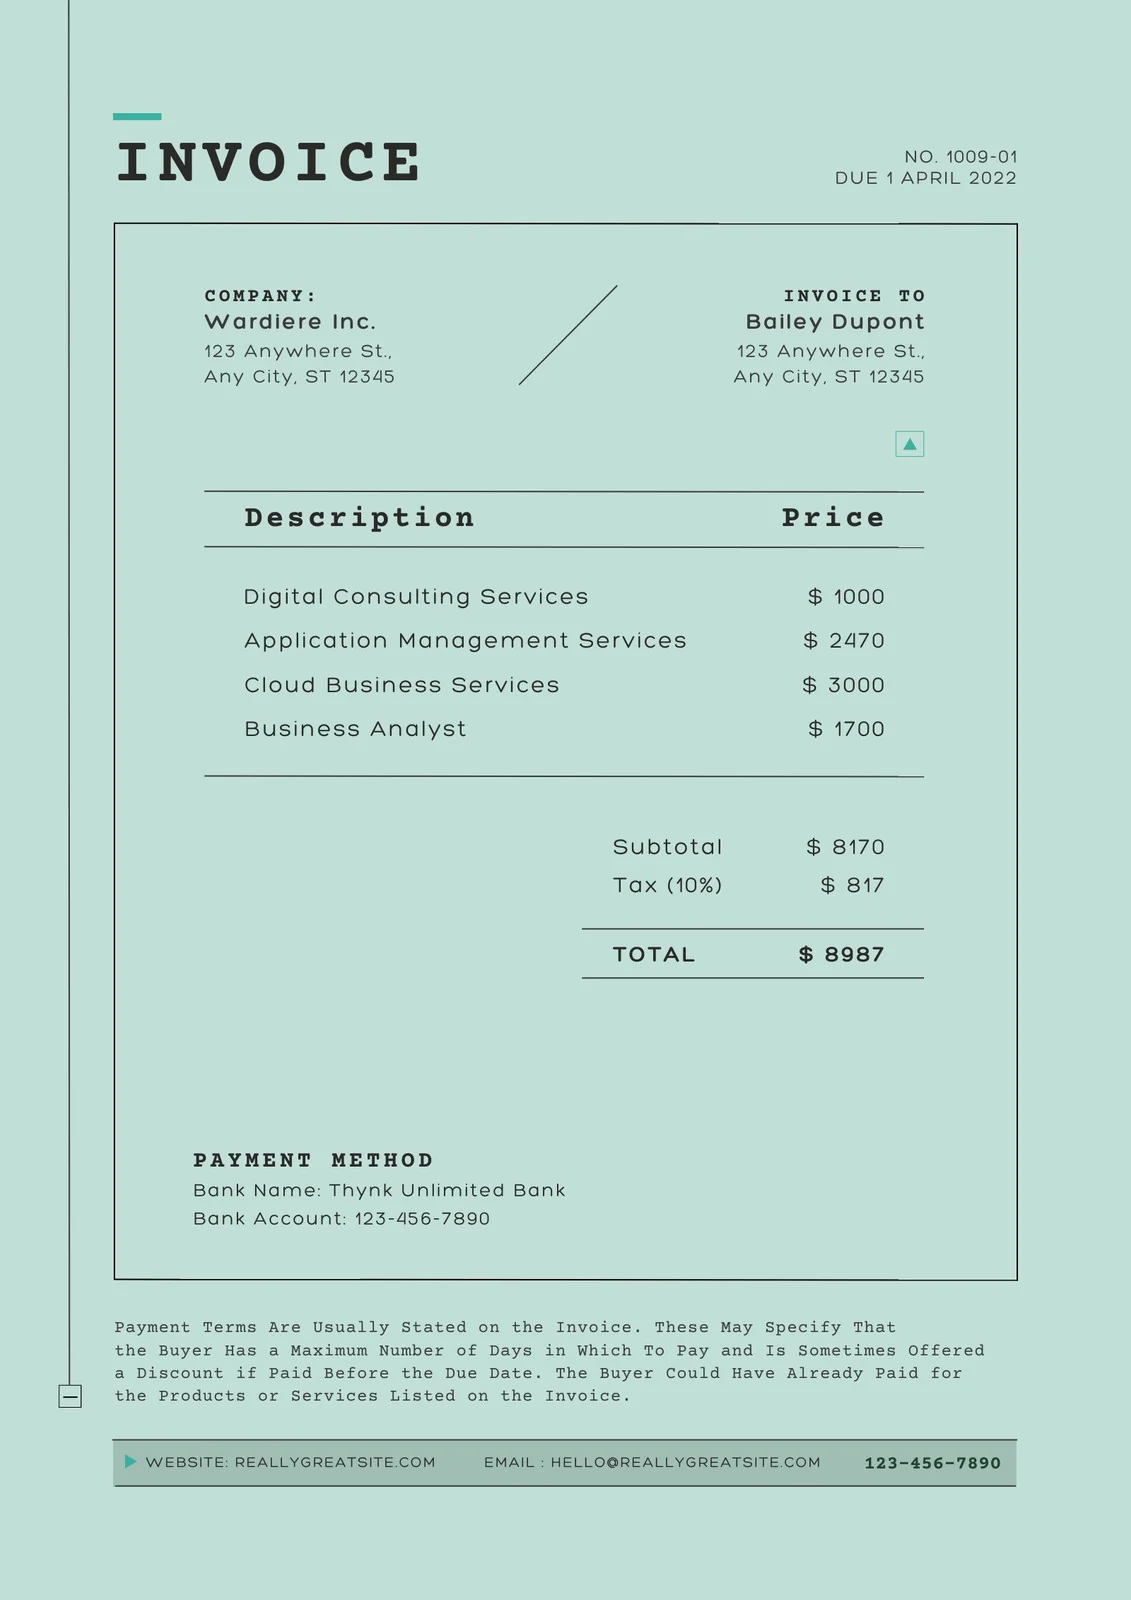 INVOICE
NO. 1009-01
DUE 1 APRIL 2022
COMPANY:
Wardiere Inc.
123 Anywhere St.,
Any City, ST 12345
INVOICE TO
Bailey Dupont
123 Anywhere St.,
Any City, ST 12345
Description Price
Digital Consulting Services $ 1000
Application Management Services $ 2470
Cloud Business Services $ 3000
Business Analyst $ 1700
Subtotal $ 8170
Tax (10%) $ 817
TOTAL $ 8987
PAYMENT METHOD
Bank Name: Thynk Unlimited Bank
Bank Account: 123-456-7890
Payment Terms Are Usually Stated on the Invoice. These May Specify That
the Buyer Has a Maximum Number of Days in Which To Pay and Is Sometimes Offered
a Discount if Paid Before the Due Date. The Buyer Could Have Already Paid for
the Products or Services Listed on the Invoice.
WEBSITE: REALLYGREATSITE.COM EMAIL : HELLO@REALLYGREATSITE.COM 123-456-7890